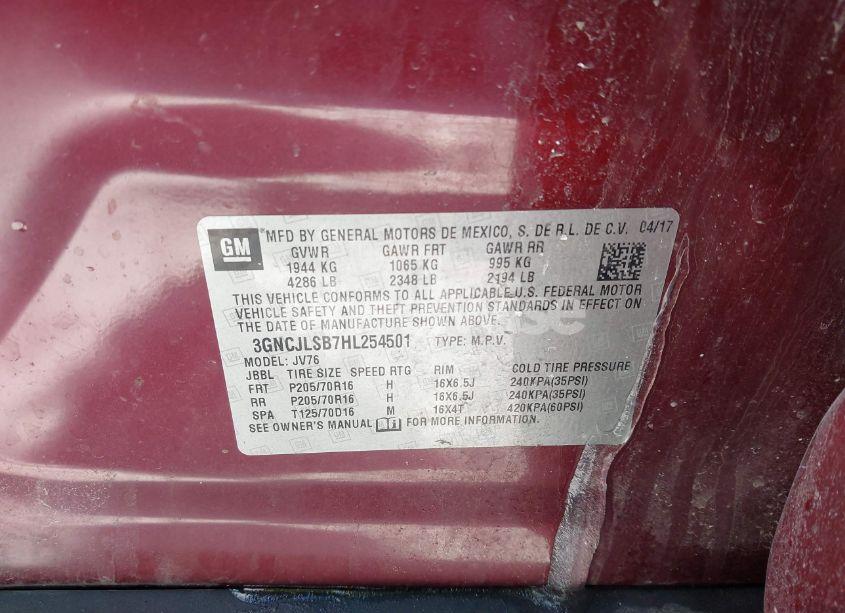 GM
*MFD BY GENERAL MOTORS DE MEXICO, S. DE R.L. DE C.V. 04/17
GVWR GAWR FRT GAWR RR
1944 KG 1065 KG 995 KG
4286 LB 2348 LB 2194 LB
THIS VEHICLE CONFORMS TO ALL APPLICABLE U.S. FEDERAL MOTOR
VEHICLE SAFETY AND THEFT PREVENTION STANDARDS IN EFFECT ON
THE DATE OF MANUFACTURE SHOWN ABOVE.
3GNCJLSB7HL254501 TYPE: M.P.V.
MODEL: JV76
JBBL TIRE SIZE SPEED RTG RIM COLD TIRE PRESSURE
FRT P205/70R16 H 16X6.5J 240KPA(35PSI)
RR P205/70R16 H 16X6.5J 240KPA(35PSI)
SPA T125/70D16 M 16X4T 420KPA(60PSI)
SEE OWNER'S MANUAL FOR MORE INFORMATION.